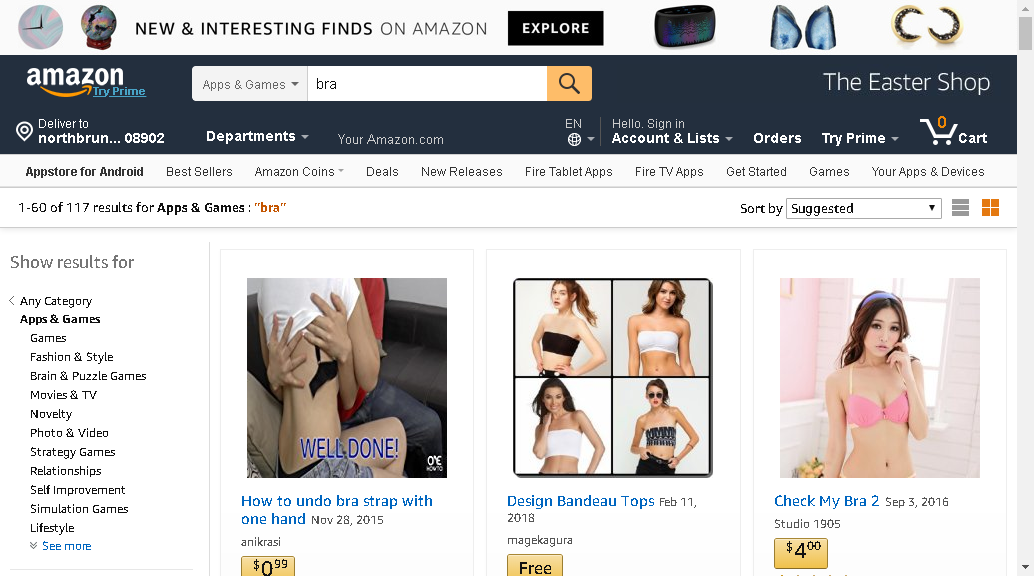 NEW & INTERESTING FINDS ON AMAZON EXPLORE
amazon
Try Prime
Apps & Games bra
The Easter Shop
Deliver to
northbrun... 08902
Departments
Your Amazon.com
EN
Hello. Sign in
Account & Lists
Orders
Try Prime
0
Cart
Appstore for Android Best Sellers Amazon Coins Deals New Releases Fire Tablet Apps Fire TV Apps Get Started Games Your Apps & Devices
1-60 of 117 results for Apps & Games : "bra"
Sort by Suggested
Show results for
Any Category
Apps & Games
Games
Fashion & Style
Brain & Puzzle Games
Movies & TV
Novelty
Photo & Video
Strategy Games
Relationships
Self Improvement
Simulation Games
Lifestyle
See more
WELL DONE!
HOWTO
How to undo bra strap with
one hand Nov 28, 2015
anikrasi
$0.99
Design Bandeau Tops Feb 11,
2018
magekagura
Free
Check My Bra 2 Sep 3, 2016
Studio 1905
$4.00